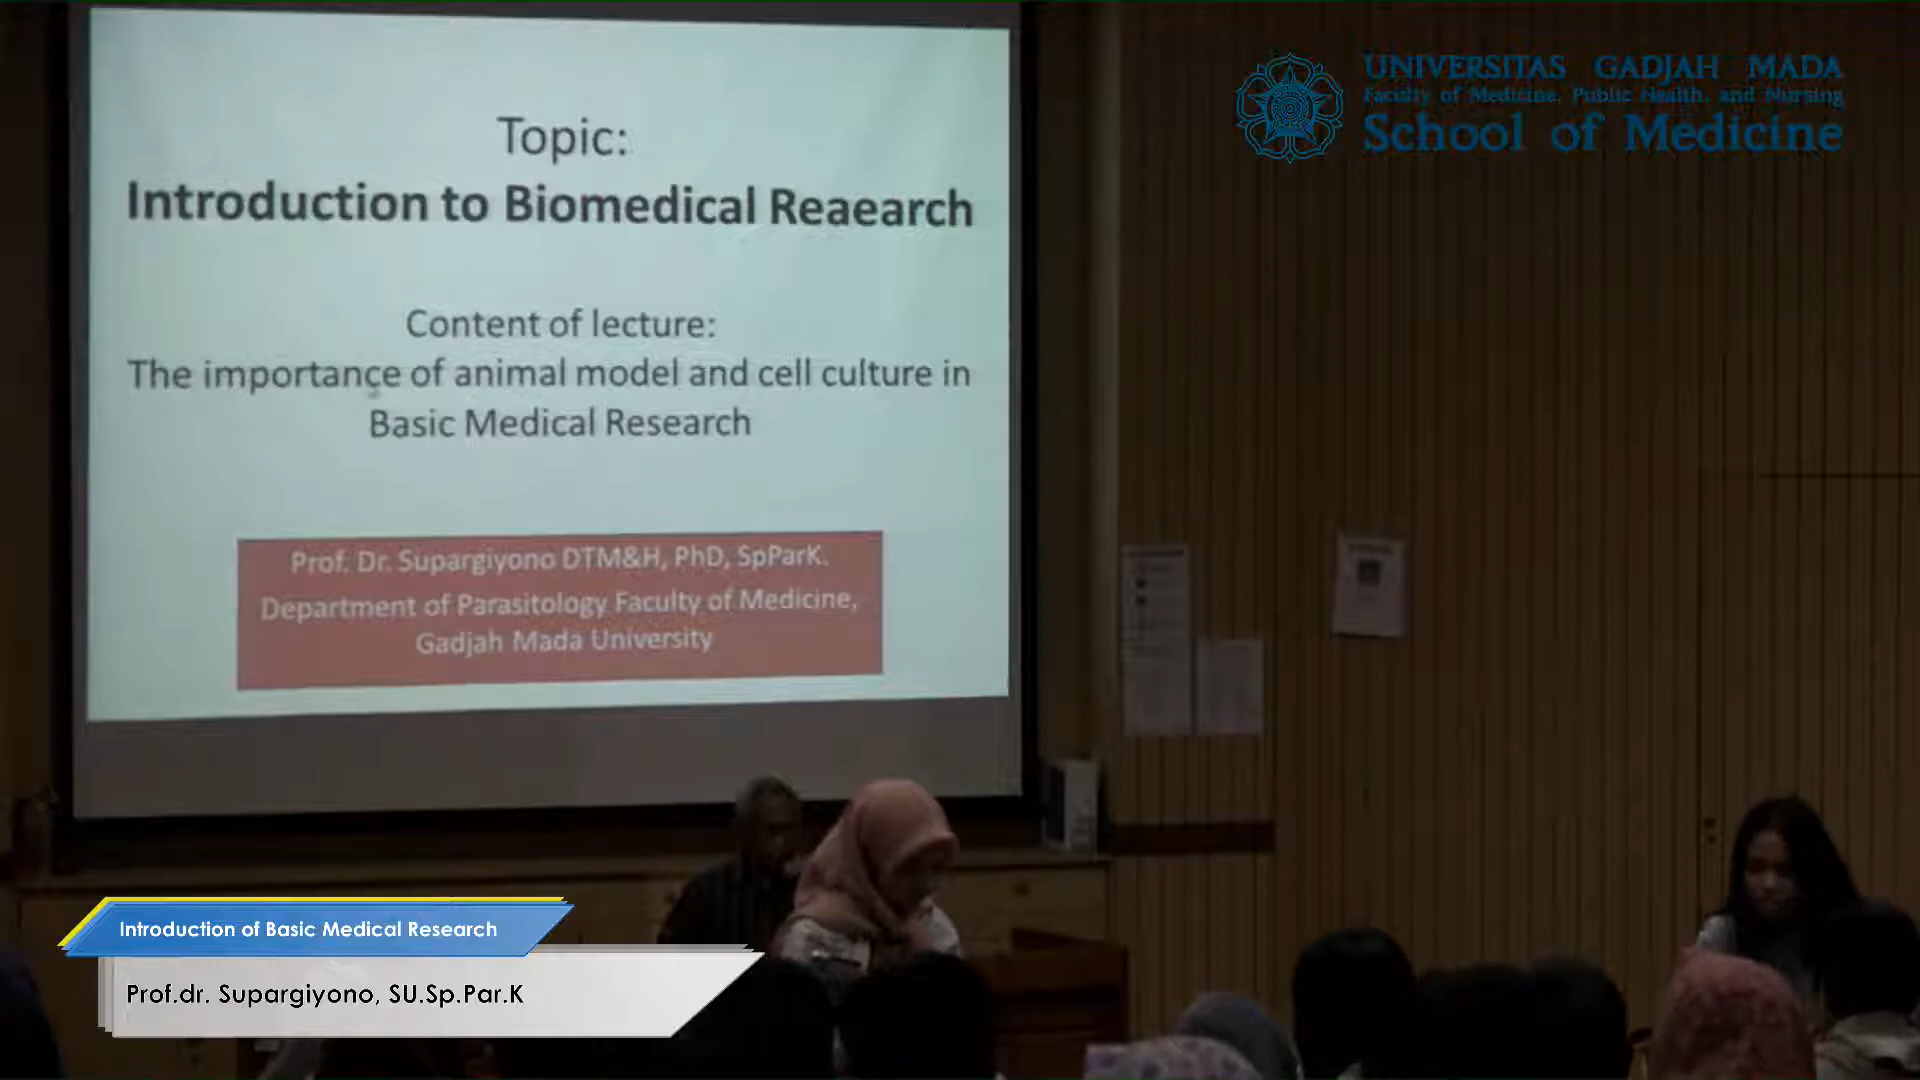 Topic:
Introduction to Biomedical Reaearch
Content of lecture:
The importance of animal model and cell culture in
Basic Medical Research
Prof. Dr. Supargiyono DTM&H, PhD, SpParK.
Department of Parasitology Faculty of Medicine,
Gadjah Mada University
UNIVERSITAS GADJAH MADA
Faculty of Medicine, Public Health, and Nursing
School of Medicine
Introduction of Basic Medical Research
Prof.dr. Supargiyono, SU.Sp.Par.K